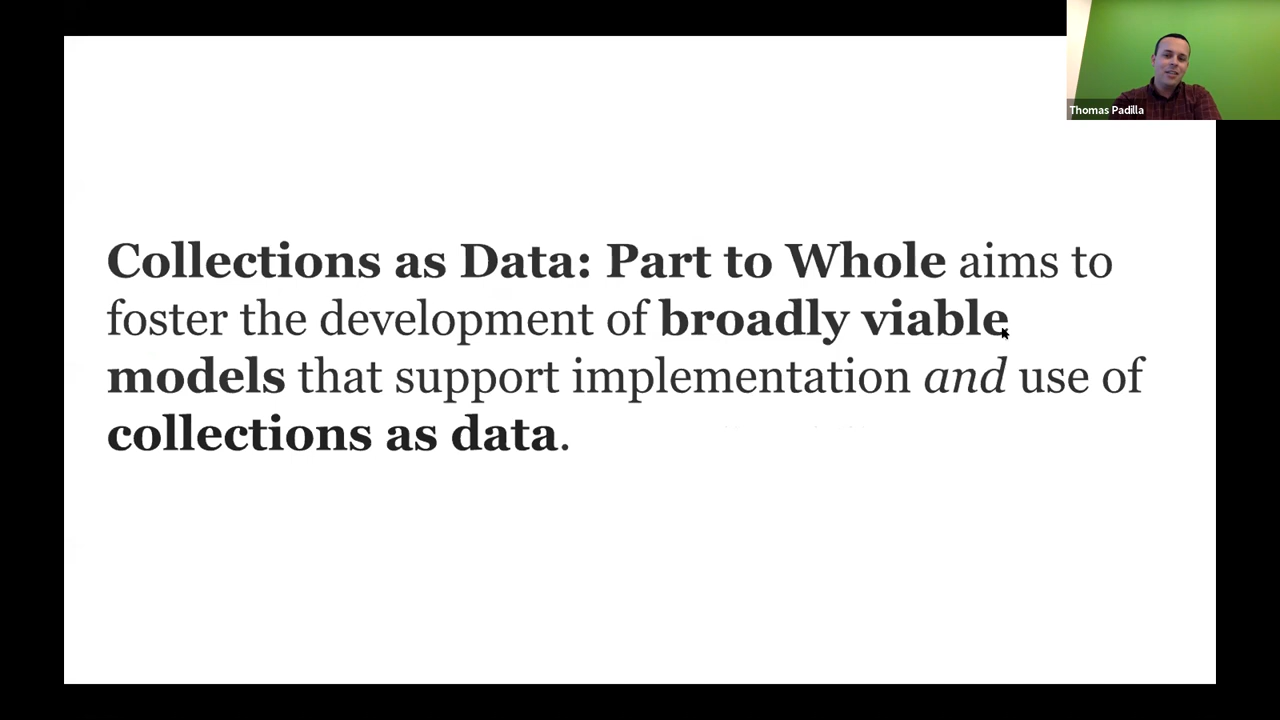 Thomas Padilla
Collections as Data: Part to Whole aims to
foster the development of broadly viable
models that support implementation and use of
collections as data.